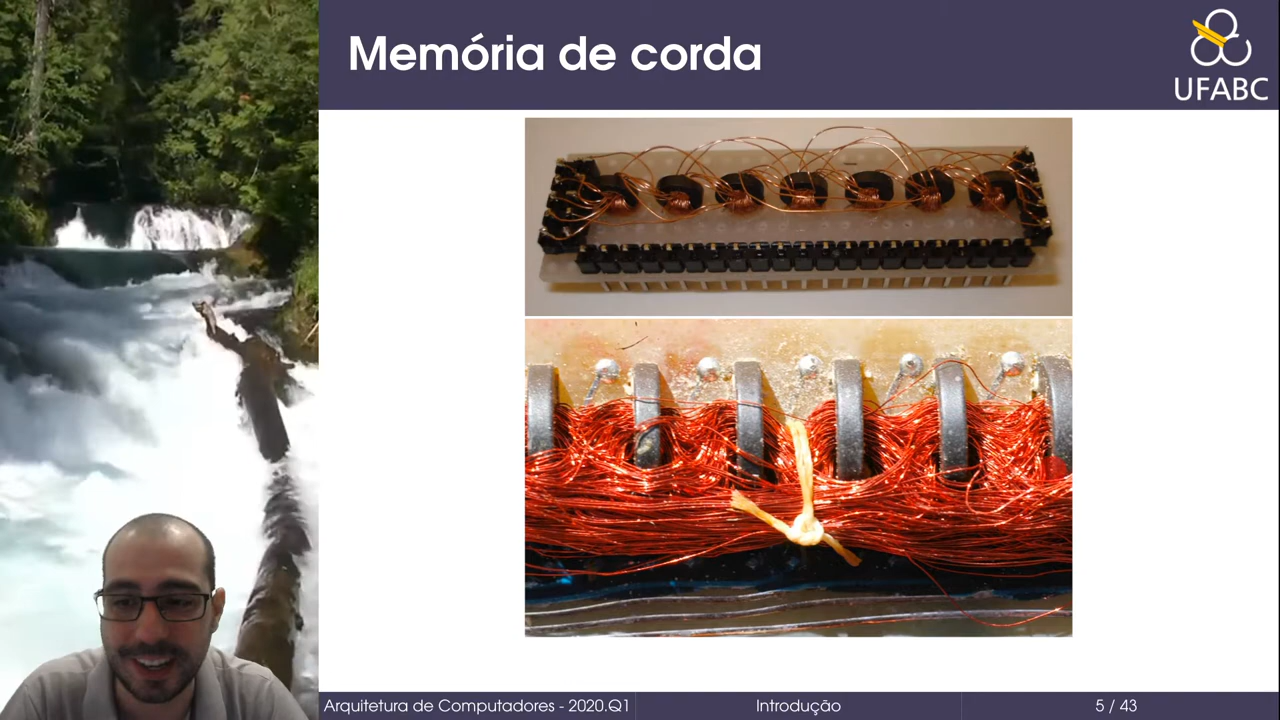 Memória de corda
UFABC
Arquitetura de Computadores - 2020.Q1
Introdução
5 / 43